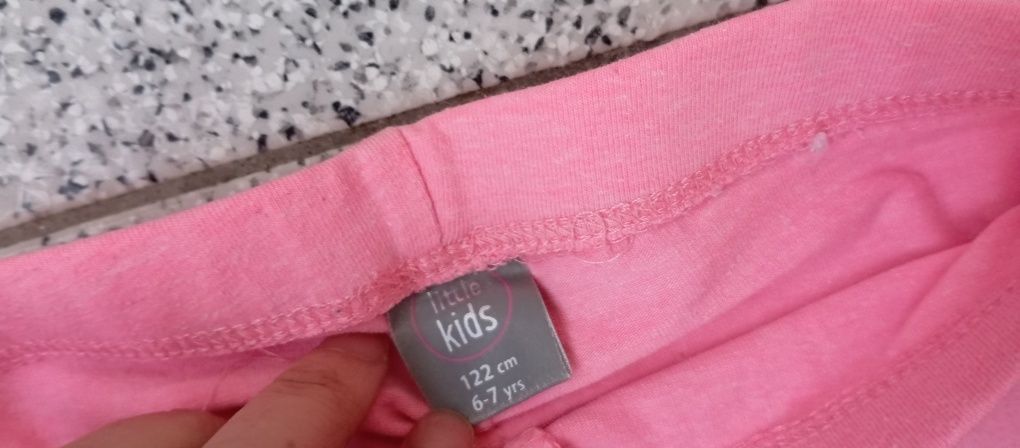 little
kids
122 cm
6-7 yrs